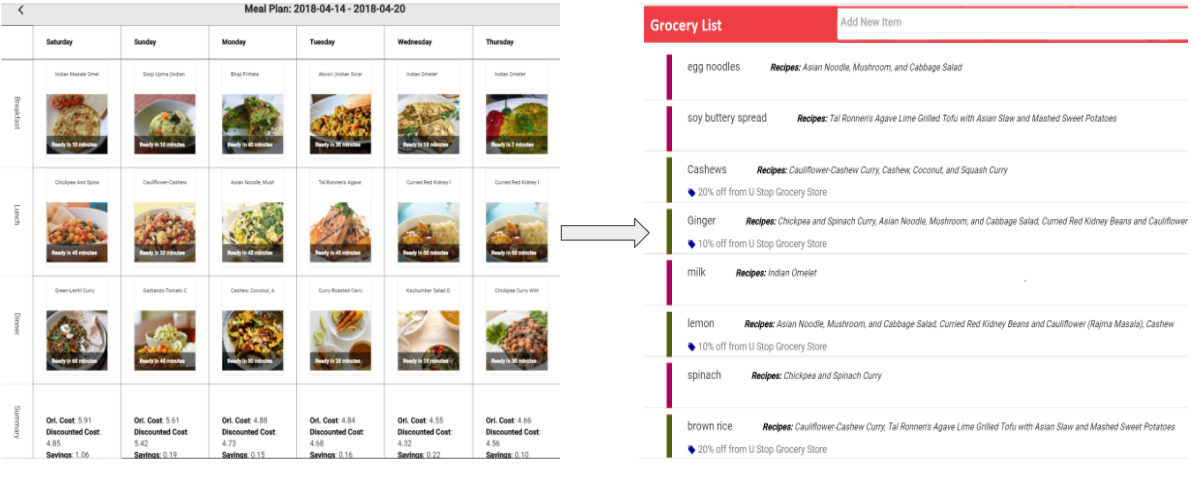 Meal Plan: 2018-04-14 - 2018-04-20
Saturday Sunday Monday Tuesday Wednesday Thursday
Breakfast
Indian Masala Omel Sooji Upma (Indian Bhaji Frittata Akoori (Indian Scrar Indian Omelet Indian Omelet
Ready in 10 minutes Ready in 10 minutes Ready in 40 minutes Ready in 30 minutes Ready in 10 minutes Ready in 7 minutes
Lunch
Chickpea And Spina Cauliflower-Cashew Asian Noodle, Mush Tal Ronnen's Agave Curried Red Kidney I Curried Red Kidney I
Ready in 45 minutes Ready in 35 minutes Ready in 45 minutes Ready in 45 minutes Ready in 60 minutes Ready in 60 minutes
Dinner
Green Lentil Curry Garbanzo Tomato C Cashew, Coconut, A Curry Roasted Carrc Kachumbar Salad O Chickpea Curry With
Ready in 60 minutes Ready in 40 minutes Ready in 50 minutes Ready in 20 minutes Ready in 15 minutes Ready in 30 minutes
Summary
Ori. Cost: 5.91 Ori. Cost: 5.61 Ori. Cost: 4.88 Ori. Cost: 4.84 Ori. Cost: 4.55 Ori. Cost: 4.66
Discounted Cost: Discounted Cost: Discounted Cost: Discounted Cost: Discounted Cost: Discounted Cost:
4.85 5.42 4.73 4.68 4.32 4.56
Savings: 1.06 Savings: 0.19 Savings: 0.15 Savings: 0.16 Savings: 0.22 Savings: 0.10
Grocery List Add New Item
egg noodles Recipes: Asian Noodle, Mushroom, and Cabbage Salad
soy buttery spread Recipes: Tal Ronnen's Agave Lime Grilled Tofu with Asian Slaw and Mashed Sweet Potatoes
Cashews Recipes: Cauliflower-Cashew Curry, Cashew, Coconut, and Squash Curry
20% off from U Stop Grocery Store
Ginger Recipes: Chickpea and Spinach Curry, Asian Noodle, Mushroom, and Cabbage Salad, Curried Red Kidney Beans and Cauliflower
10% off from U Stop Grocery Store
milk Recipes: Indian Omelet
lemon Recipes: Asian Noodle, Mushroom, and Cabbage Salad, Curried Red Kidney Beans and Cauliflower (Rajma Masala), Cashew
10% off from U Stop Grocery Store
spinach Recipes: Chickpea and Spinach Curry
brown rice Recipes: Cauliflower-Cashew Curry, Tal Ronnen's Agave Lime Grilled Tofu with Asian Slaw and Mashed Sweet Potatoes
20% off from U Stop Grocery Store